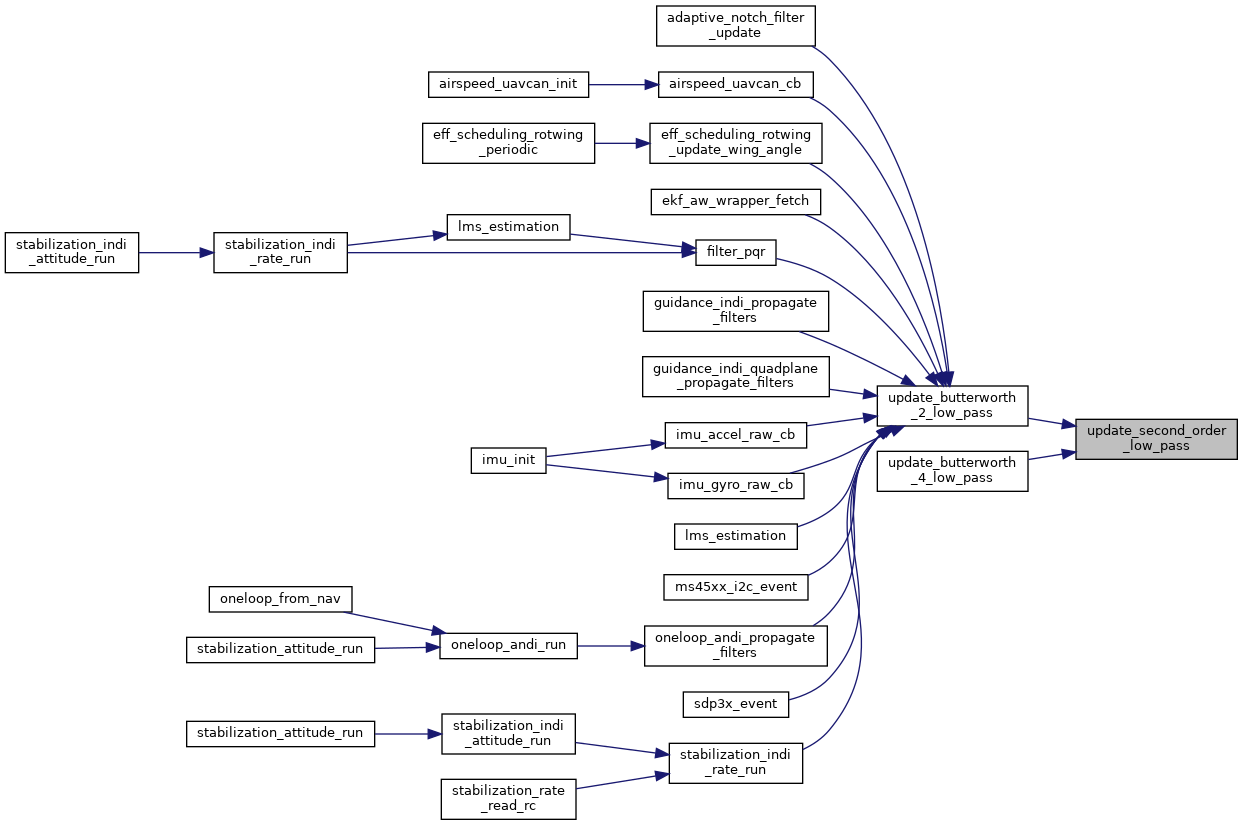 adaptive_notch_filter
_update
airspeed_uavcan_init
airspeed_uavcan_cb
eff_scheduling_rotwing
_periodic
eff_scheduling_rotwing
_update_wing_angle
ekf_aw_wrapper_fetch
stabilization_indi
_attitude_run
stabilization_indi
_rate_run
lms_estimation
filter_pqr
guidance_indi_propagate
_filters
guidance_indi_quadplane
_propagate_filters
update_butterworth
_2_low_pass
update_second_order
_low_pass
imu_init
imu_accel_raw_cb
update_butterworth
_4_low_pass
imu_gyro_raw_cb
lms_estimation
ms45xx_i2c_event
oneloop_from_nav
stabilization_attitude_run
oneloop_andi_run
oneloop_andi_propagate
_filters
sdp3x_event
stabilization_attitude_run
stabilization_indi
_attitude_run
stabilization_indi
_rate_run
stabilization_rate
_read_rc